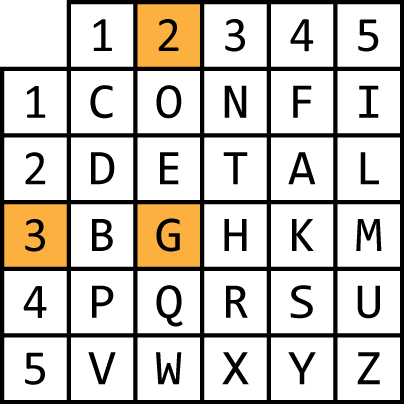 1 2 3 4 5
1 C O N F I
2 D E T A L
3 B G H K M
4 P Q R S U
5 V W X Y Z